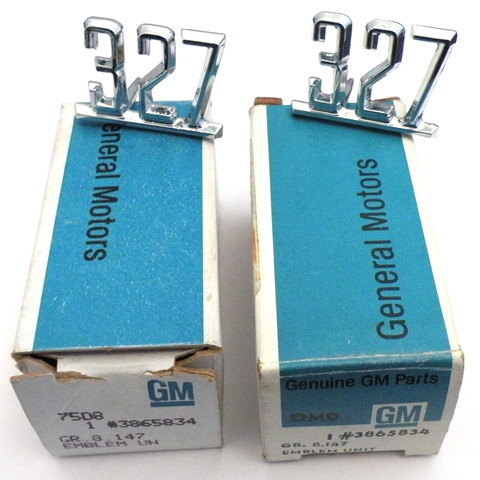 327
327
General Motors
General Motors
GM
75D8
1 #3865834
GR. 8.147
EMBLEM UN
Genuine GM Parts
GM
1 #3865834
GR. 8.147
EMBLEM UNIT